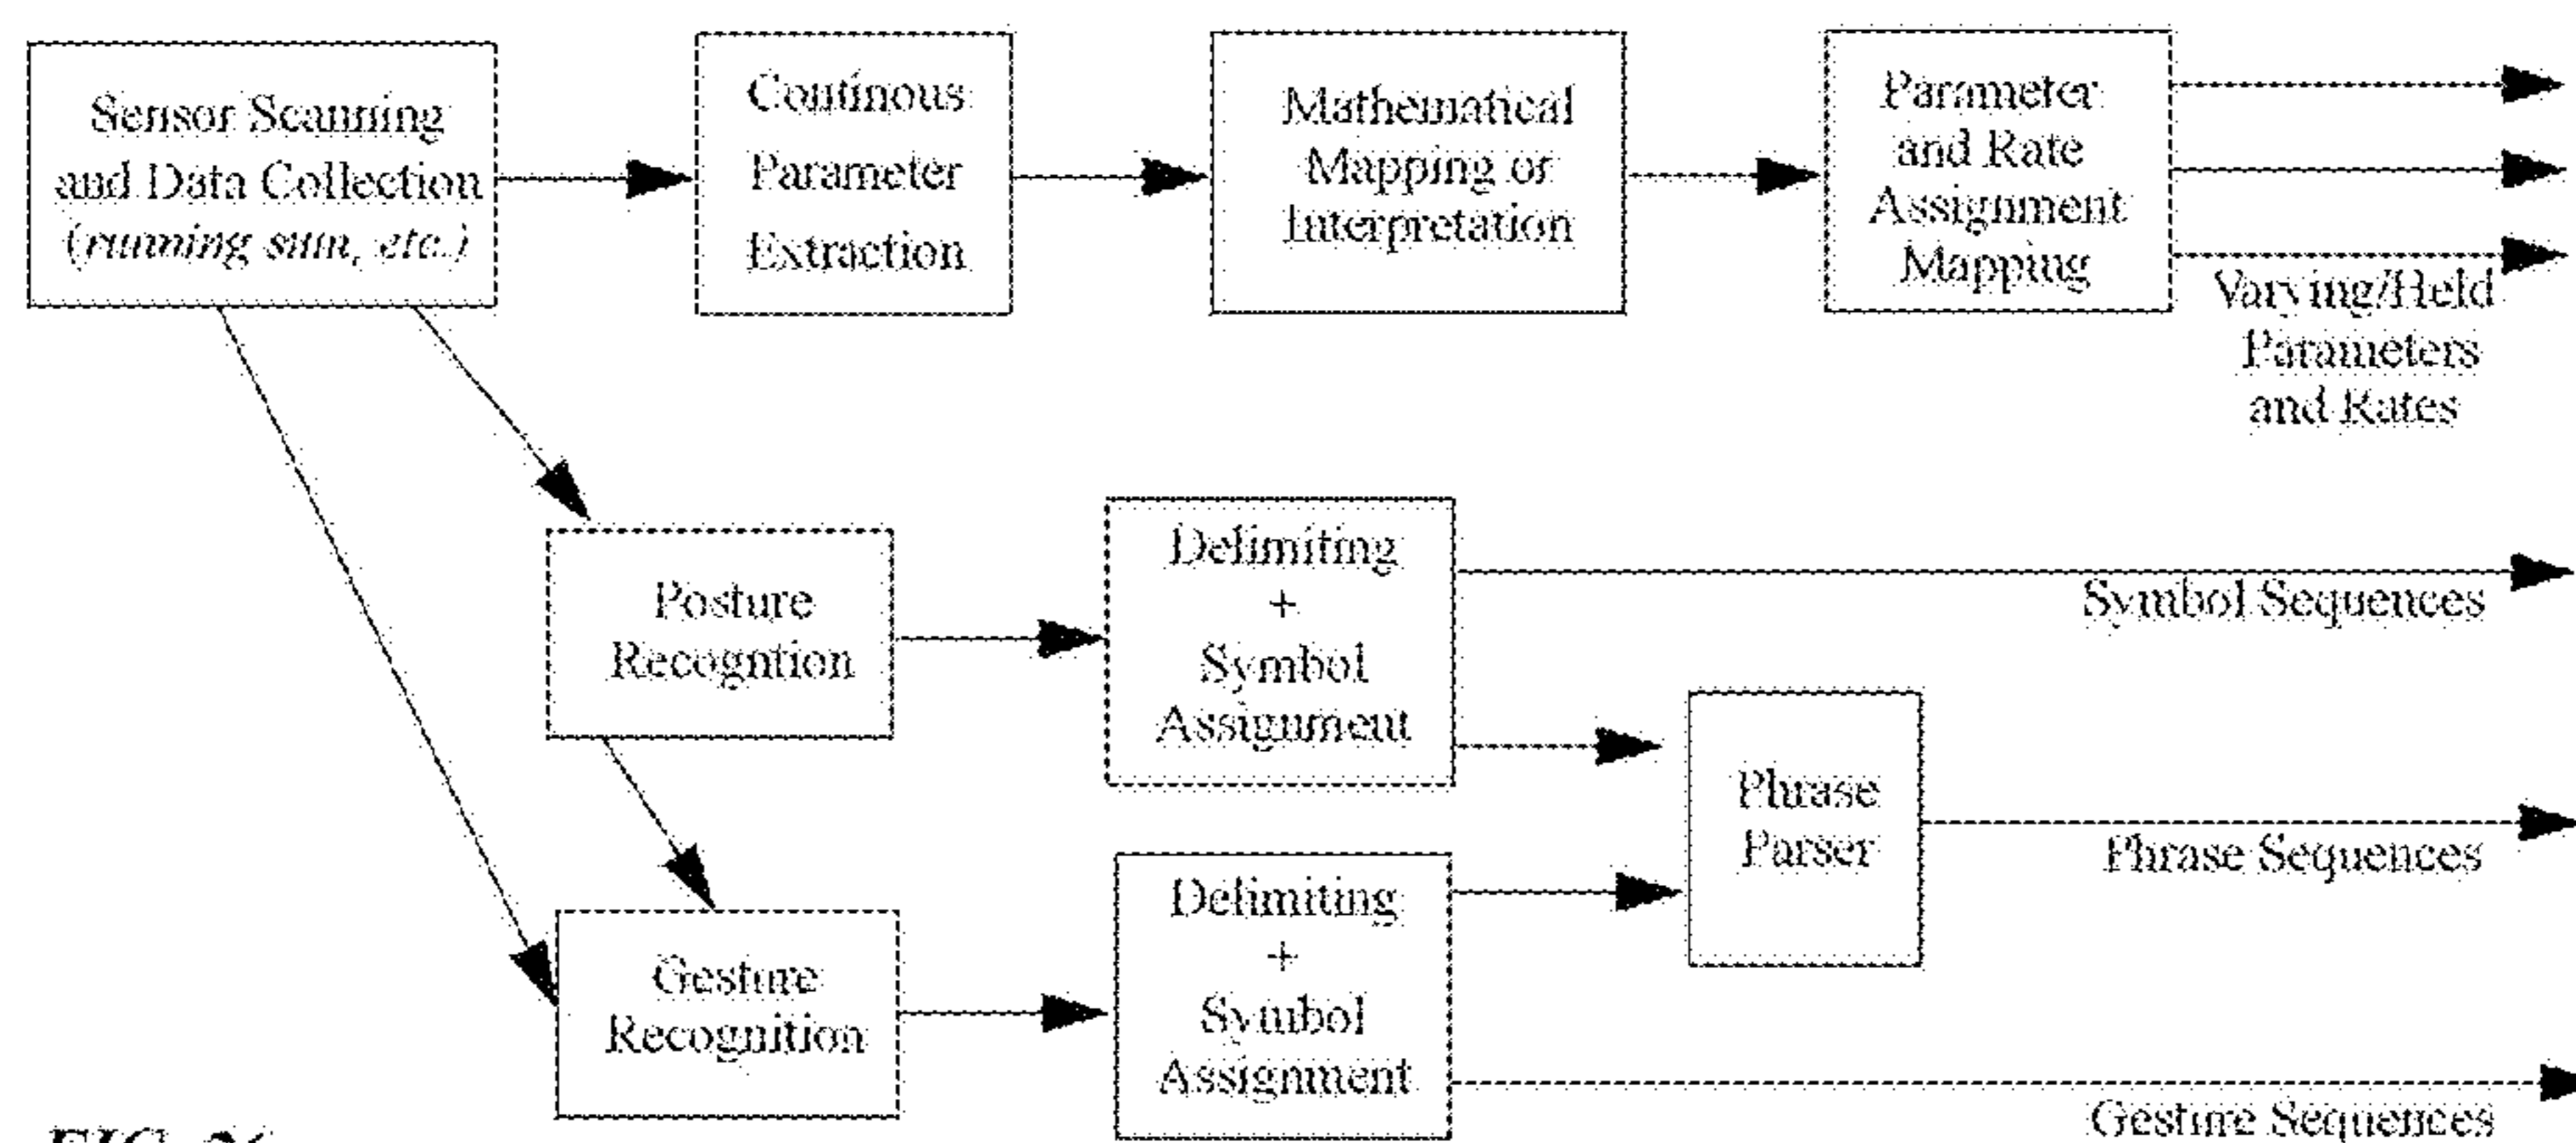 Sensor Scanning
and Data Collection
(running sum, etc.)
Continous
Parameter
Extraction
Mathematical
Mapping or
Interpretation
Parameter
and Rate
Assignment
Mapping
Varying/Held
Parameters
and Rates
Posture
Recogntion
Delimiting
+
Symbol
Assignment
Symbol Sequences
Phrase
Parser
Phrase Sequences
Gesture
Recognition
Delimiting
+
Symbol
Assignment
Gesture Sequences